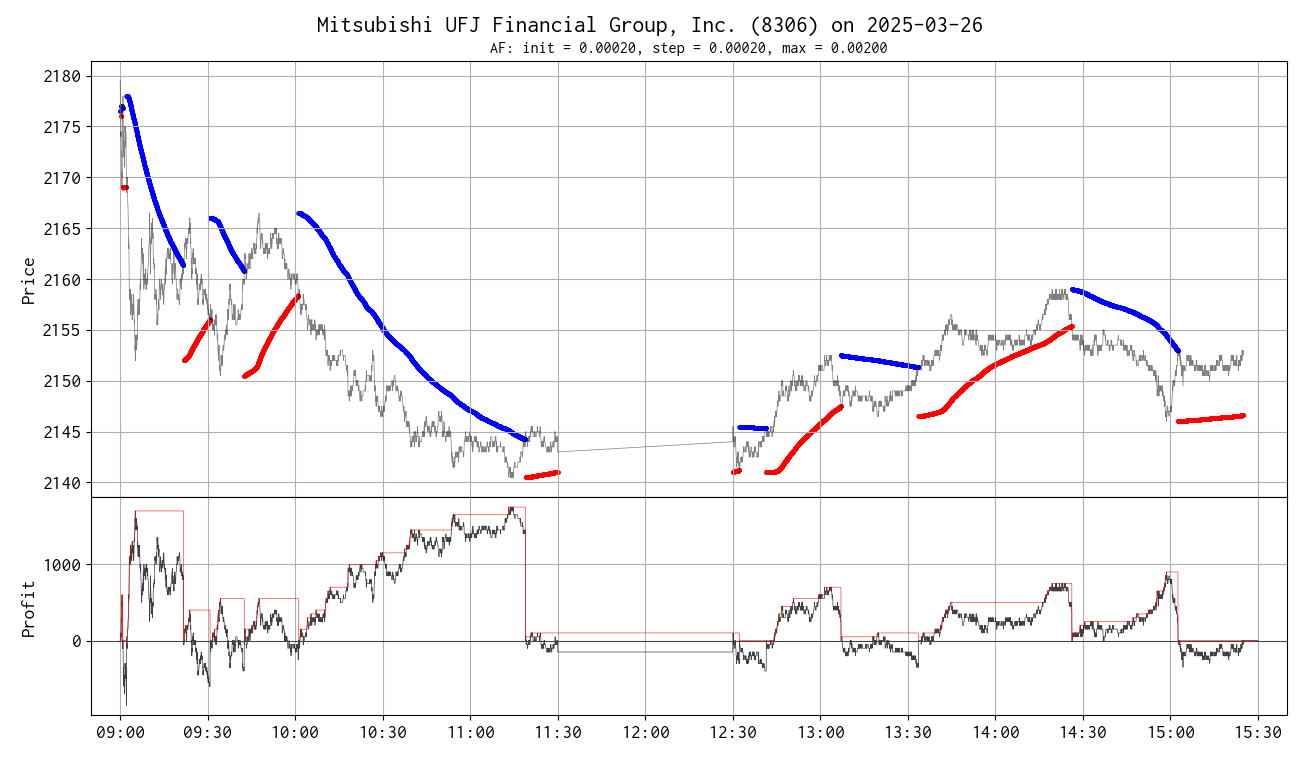 Mitsubishi UFJ Financial Group, Inc. (8306) on 2025-03-26
AF: init = 0.00020, step = 0.00020, max = 0.00200
Price
2180
2175
2170
2165
2160
2155
2150
2145
2140
Profit
1000
0
09:00 09:30 10:00 10:30 11:00 11:30 12:00 12:30 13:00 13:30 14:00 14:30 15:00 15:30